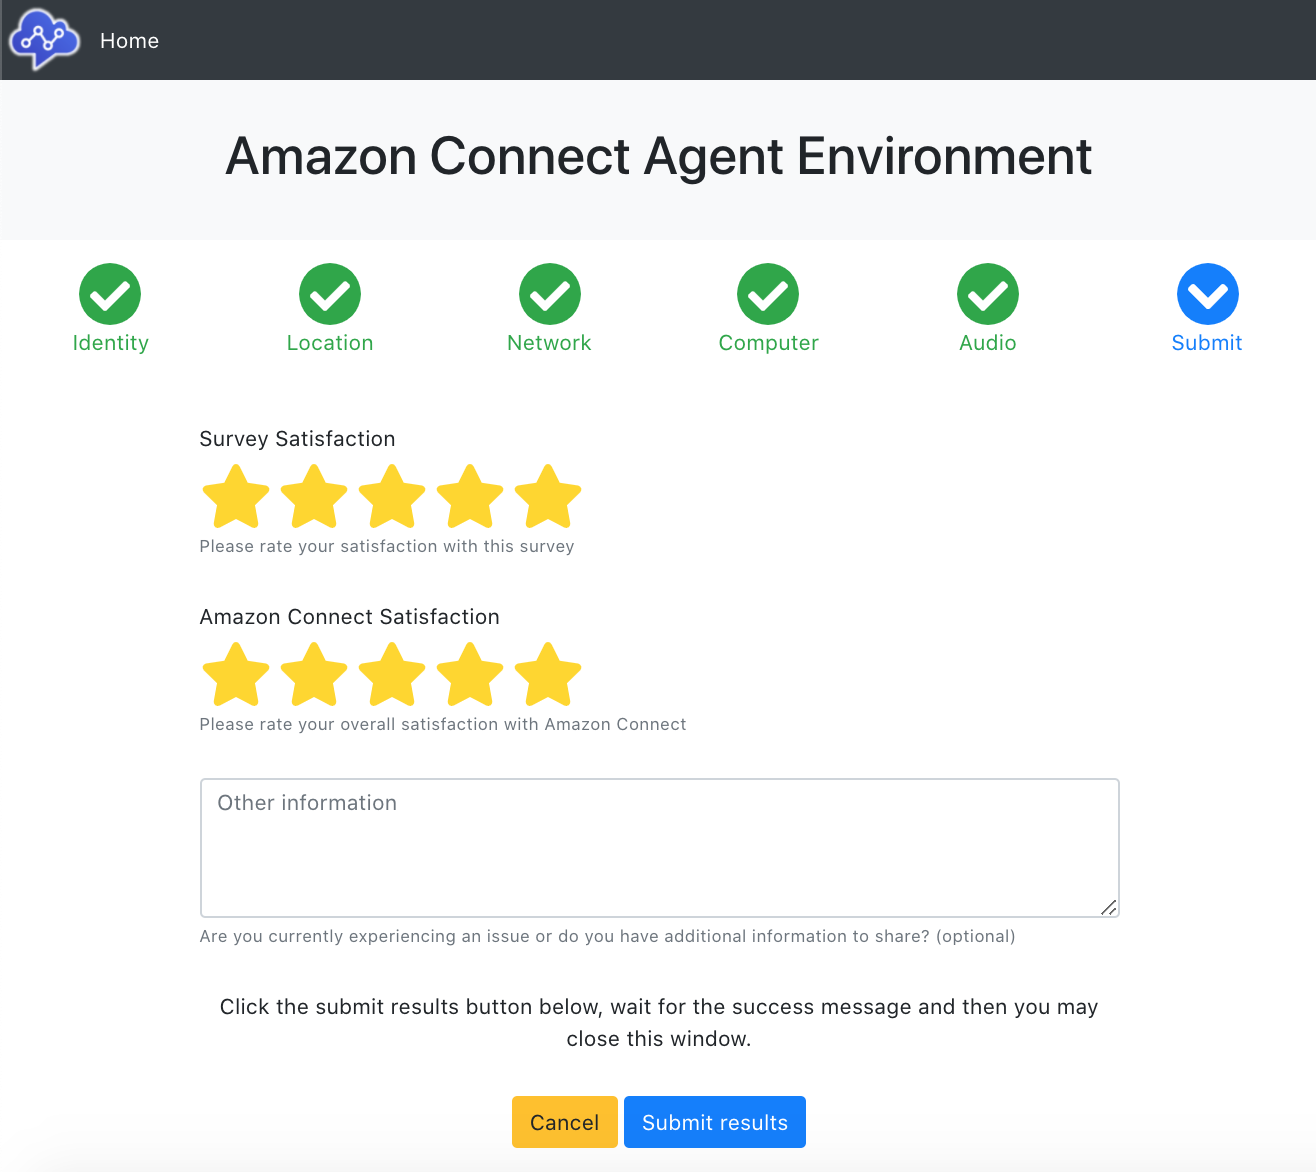 Home
Amazon Connect Agent Environment
Identity
Location
Network
Computer
Audio
Submit
Survey Satisfaction
Please rate your satisfaction with this survey
Amazon Connect Satisfaction
Please rate your overall satisfaction with Amazon Connect
Other information
Are you currently experiencing an issue or do you have additional information to share? (optional)
Click the submit results button below, wait for the success message and then you may
close this window.
Cancel
Submit results